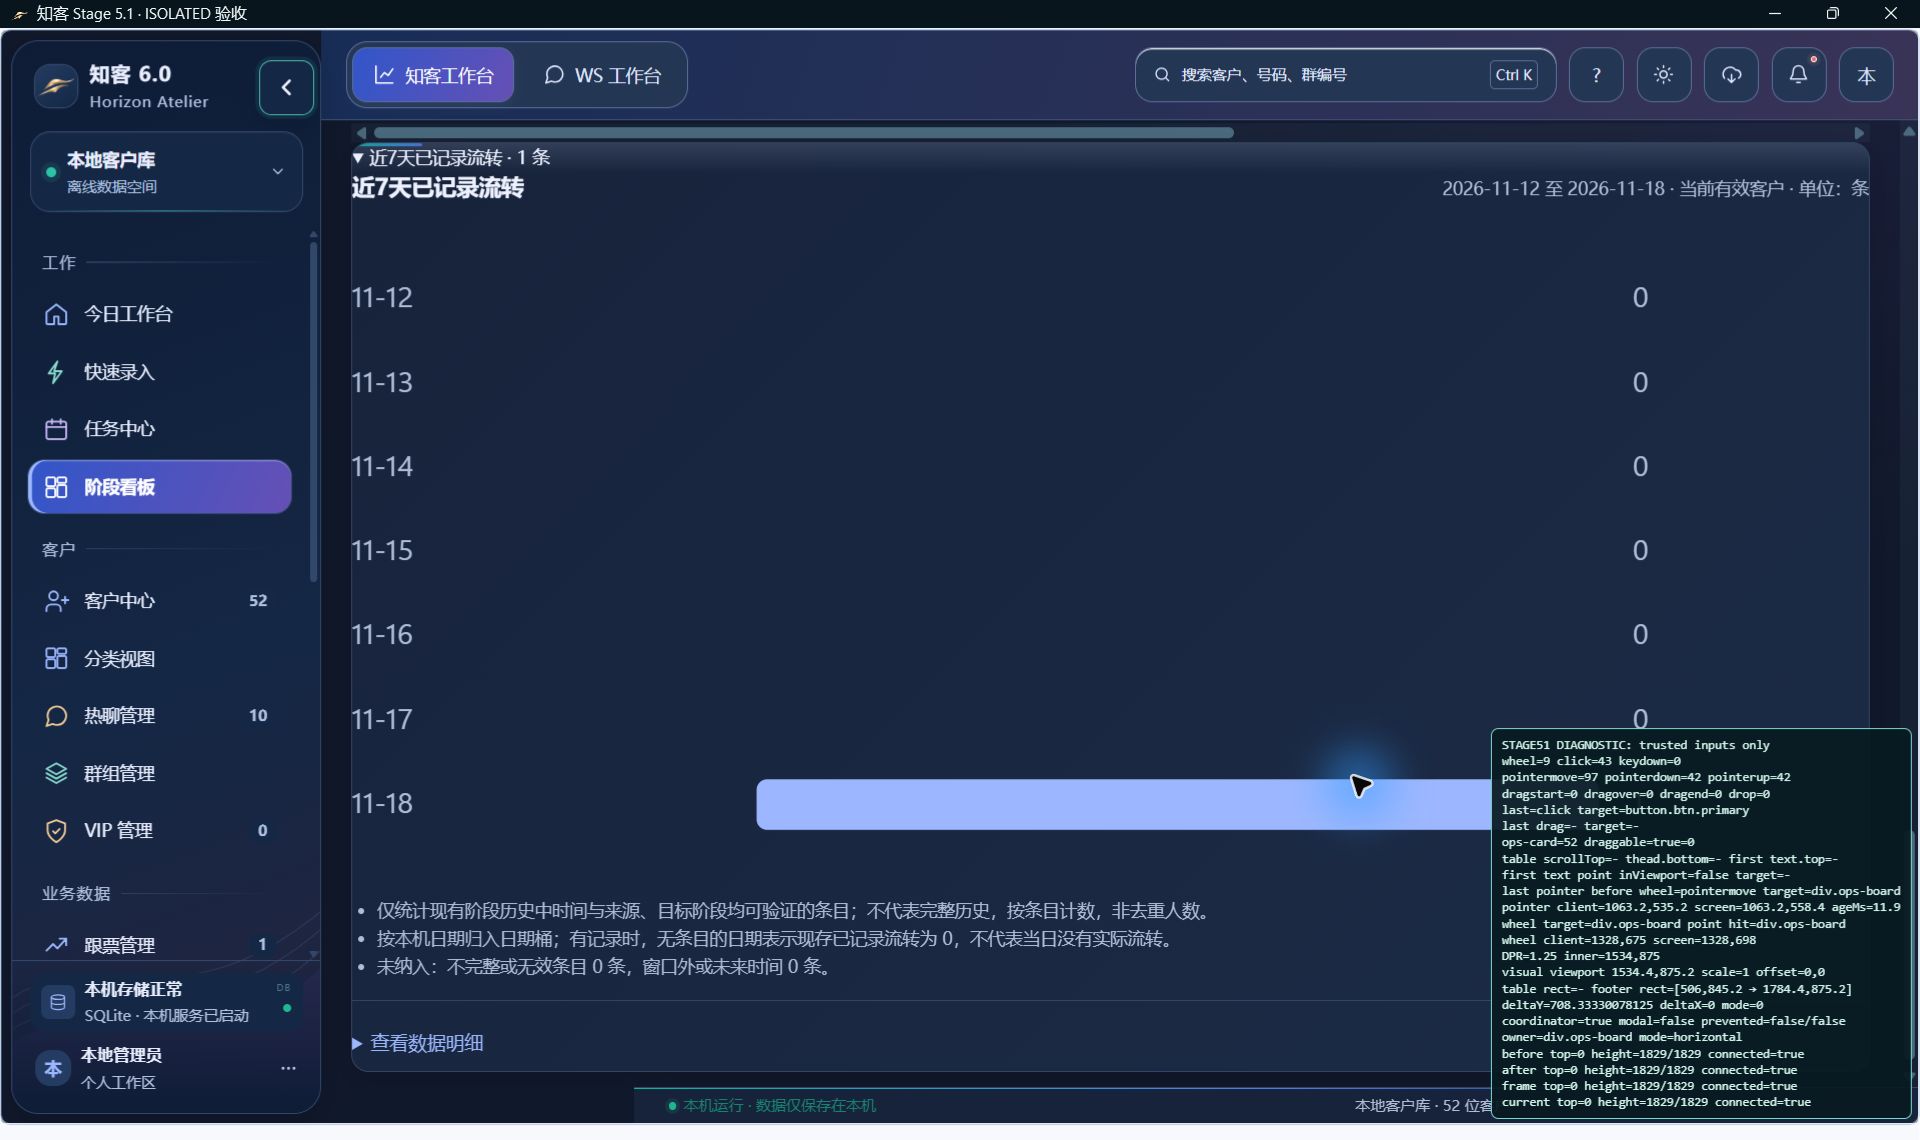 知客 Stage 5.1 · ISOLATED 验收
知客 6.0
Horizon Atelier
知客工作台
WS 工作台
搜索客户、号码、群编号
Ctrl K
?
本
本地客户库
离线数据空间
工作
今日工作台
快速录入
任务中心
阶段看板
客户
客户中心 52
分类视图
热聊管理 10
群组管理
VIP 管理 0
业务数据
跟票管理 1
本机存储正常
DB
SQLite · 本机服务已启动
本
本地管理员
个人工作区
...
▼ 近7天已记录流转 · 1 条
近7天已记录流转
2026-11-12 至 2026-11-18 · 当前有效客户 · 单位：条
11-12 0
11-13 0
11-14 0
11-15 0
11-16 0
11-17 0
11-18
• 仅统计现有阶段历史中时间与来源、目标阶段均可验证的条目；不代表完整历史，按条目计数，非去重人数。
• 按本机日期归入日期桶；有记录时，无条目的日期表示现存已记录流转为 0，不代表当日没有实际流转。
• 未纳入：不完整或无效条目 0 条，窗口外或未来时间 0 条。
▶ 查看数据明细
本机运行 · 数据仅保存在本机
本地客户库 · 52 位客
STAGE51 DIAGNOSTIC: trusted inputs only
wheel=9 click=43 keydown=0
pointermove=97 pointerdown=42 pointerup=42
dragstart=0 dragover=0 dragend=0 drop=0
last=click target=button.btn.primary
last drag=- target=-
ops-card=52 draggable=true=0
table scrollTop=- thead.bottom=- first text.top=-
first text point inViewport=false target=-
last pointer before wheel=pointermove target=div.ops-board
pointer client=1063.2,535.2 screen=1063.2,558.4 ageMs=11.9
wheel target=div.ops-board point hit=div.ops-board
wheel client=1328,675 screen=1328,698
DPR=1.25 inner=1534,875
visual viewport 1534.4,875.2 scale=1 offset=0,0
table rect=- footer rect=[506,845.2 → 1784.4,875.2]
deltaY=708.33330078125 deltaX=0 mode=0
coordinator=true modal=false prevented=false/false
owner=div.ops-board mode=horizontal
before top=0 height=1829/1829 connected=true
after top=0 height=1829/1829 connected=true
frame top=0 height=1829/1829 connected=true
current top=0 height=1829/1829 connected=true